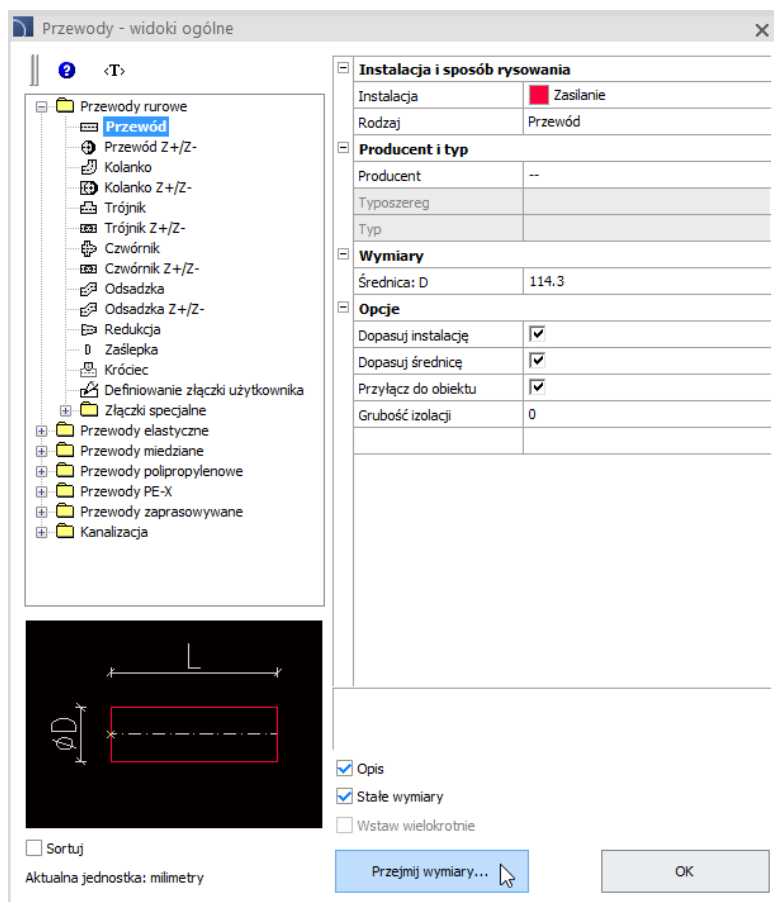 Przewody - widoki ogólne
<T>
Przewody rurowe
Przewód
Przewód Z+/Z-
Kolanko
Kolanko Z+/Z-
Trójnik
Trójnik Z+/Z-
Czwórnik
Czwórnik Z+/Z-
Odsadzka
Odsadzka Z+/Z-
Redukcja
Zaślepka
Króciec
Definiowanie złączki użytkownika
Złączki specjalne
Przewody elastyczne
Przewody miedziane
Przewody polipropylenowe
Przewody PE-X
Przewody zaprasowywane
Kanalizacja
Instalacja i sposób rysowania
Instalacja Zasilanie
Rodzaj Przewód
Producent i typ
Producent --
Typoszereg
Typ
Wymiary
Średnica: D 114.3
Opcje
Dopasuj instalację
Dopasuj średnicę
Przyłącz do obiektu
Grubość izolacji 0
L
øD
Opis
Stałe wymiary
Wstaw wielokrotnie
Sortuj
Aktualna jednostka: milimetry
Przejmij wymiary...
OK